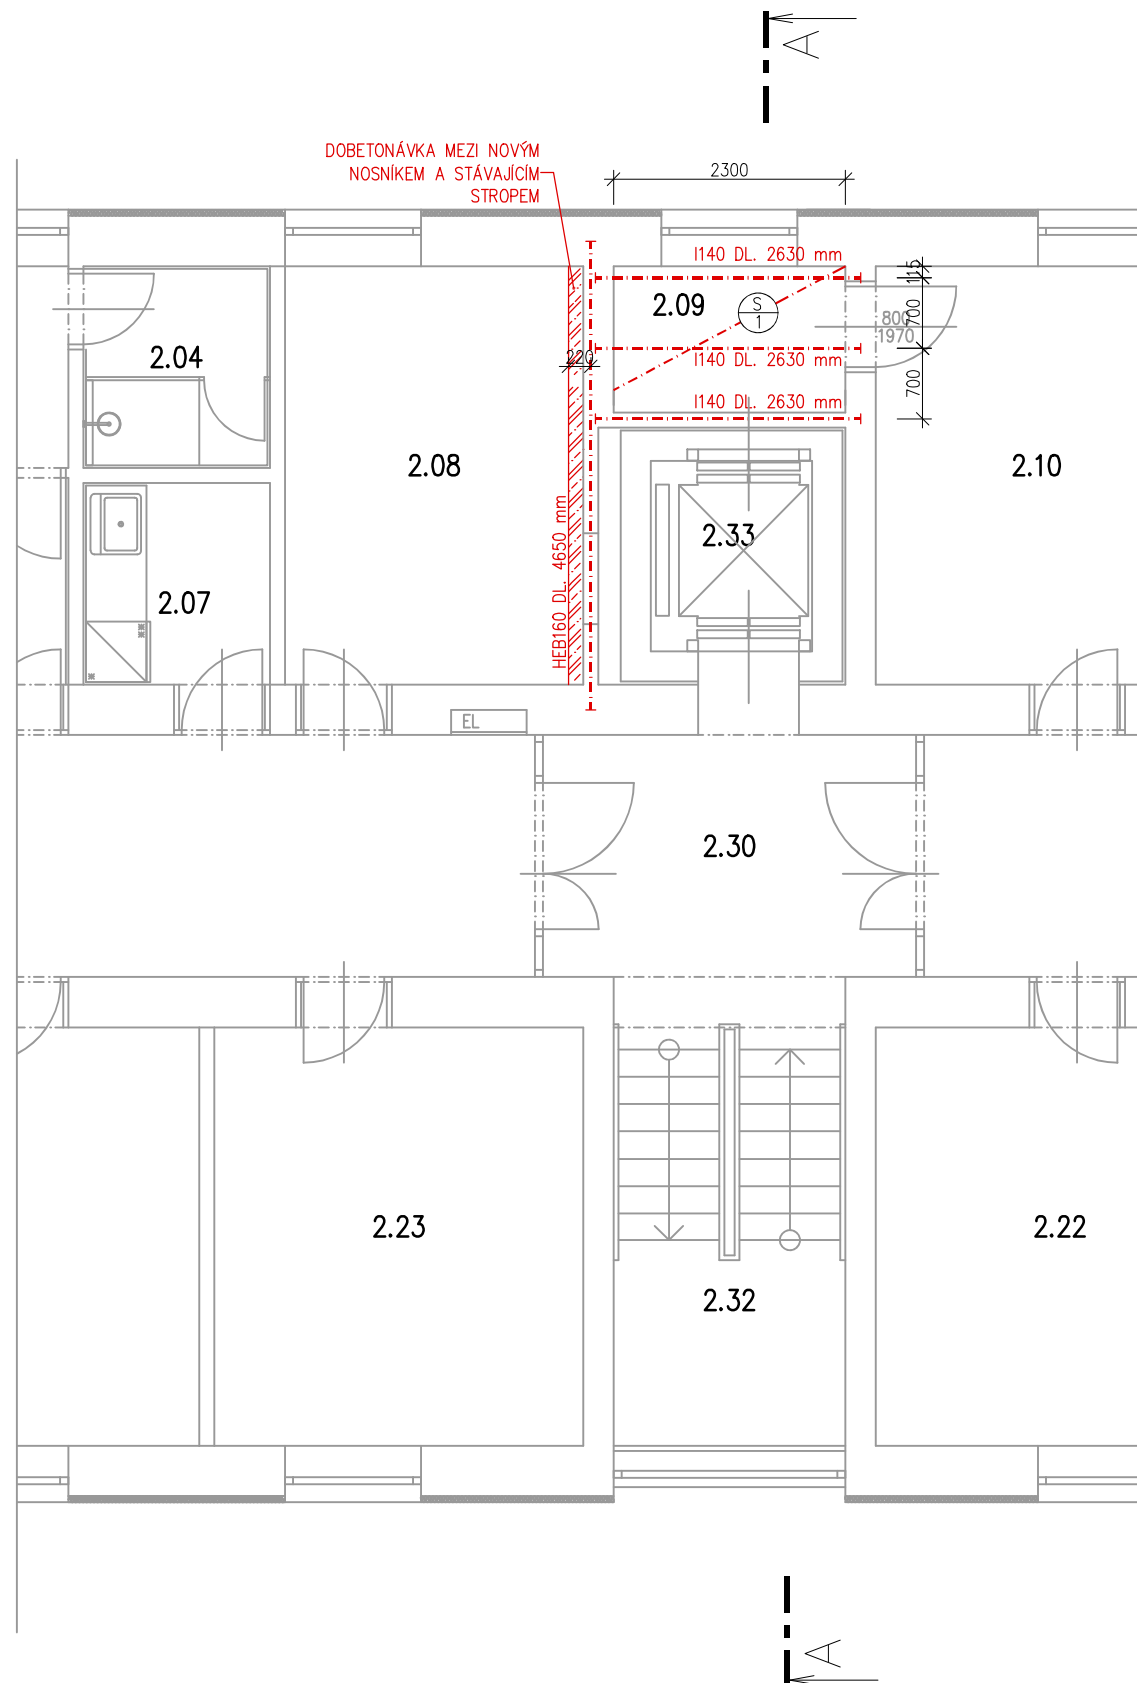 A
DOBETONÁVKA MEZI NOVÝM
NOSNÍKEM A STÁVAJÍCÍM
STROPEM
2300
I140 DL. 2630 mm
115
2.09
S
1
700
800
1970
2.04
220
I140 DL. 2630 mm
700
I140 DL. 2630 mm
2.08
2.10
2.33
HEB160 DL. 4650 mm
2.07
EL
2.30
2.23
2.22
2.32
A